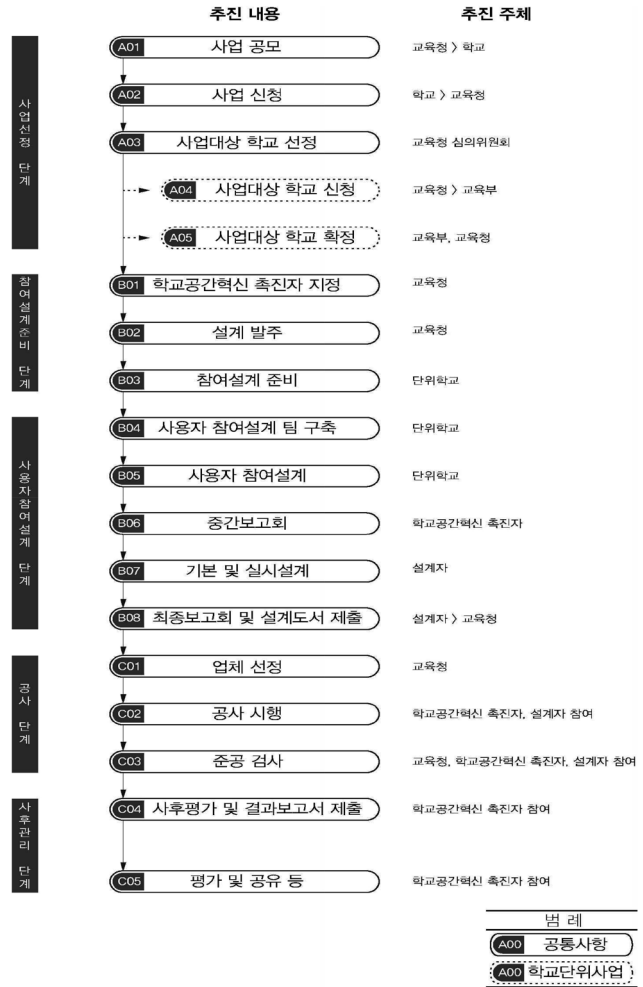 추진 내용 추진 주체
사업선정 단계
A01 사업 공모 교육청 > 학교
A02 사업 신청 학교 > 교육청
A03 사업대상 학교 선정 교육청 심의위원회
A04 사업대상 학교 신청 교육청 > 교육부
A05 사업대상 학교 확정 교육부, 교육청
참여설계준비 단계
B01 학교공간혁신 촉진자 지정 교육청
B02 설계 발주 교육청
B03 참여설계 준비 단위학교
사용자참여설계 단계
B04 사용자 참여설계 팀 구축 단위학교
B05 사용자 참여설계 단위학교
B06 중간보고회 학교공간혁신 촉진자
B07 기본 및 실시설계 설계자
B08 최종보고회 및 설계도서 제출 설계자 > 교육청
공사 단계
C01 업체 선정 교육청
C02 공사 시행 학교공간혁신 촉진자, 설계자 참여
C03 준공 검사 교육청, 학교공간혁신 촉진자, 설계자 참여
사후관리 단계
C04 사후평가 및 결과보고서 제출 학교공간혁신 촉진자 참여
C05 평가 및 공유 등 학교공간혁신 촉진자 참여
범 례
A00 공통사항
A00 학교단위사업